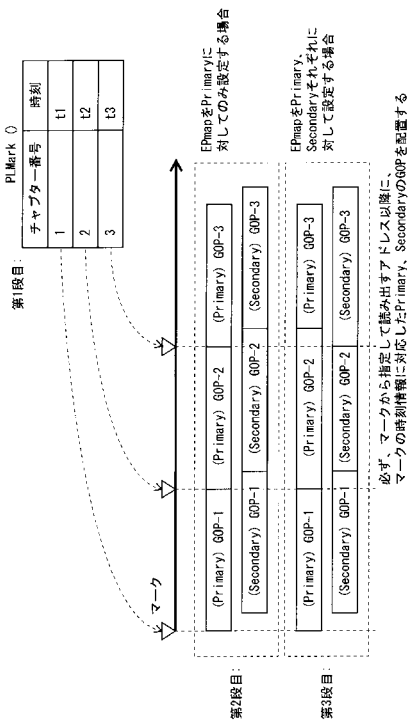 第1段目:
PLMark ()
チャプター番号 時刻
1 t1
2 t2
3 t3
マーク
第2段目:
(Primary) GOP-1 (Primary) GOP-2 (Primary) GOP-3
(Secondary) GOP-1 (Secondary) GOP-2 (Secondary) GOP-3
EPmapをPrimaryに
対してのみ設定する場合
第3段目:
(Primary) GOP-1 (Primary) GOP-2 (Primary) GOP-3
(Secondary) GOP-1 (Secondary) GOP-2 (Secondary) GOP-3
EPmapをPrimary、
Secondaryそれぞれに
対して設定する場合
必ず、マークから指定して読み出すアドレス以降に、
マークの時刻情報に対応したPrimary、SecondaryのGOPを配置する